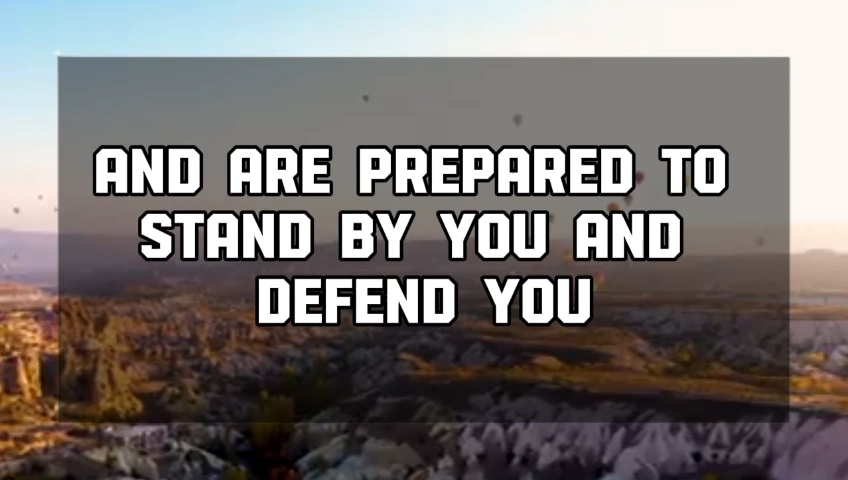 AND ARE PREPARED TO
STAND BY YOU AND
DEFEND YOU